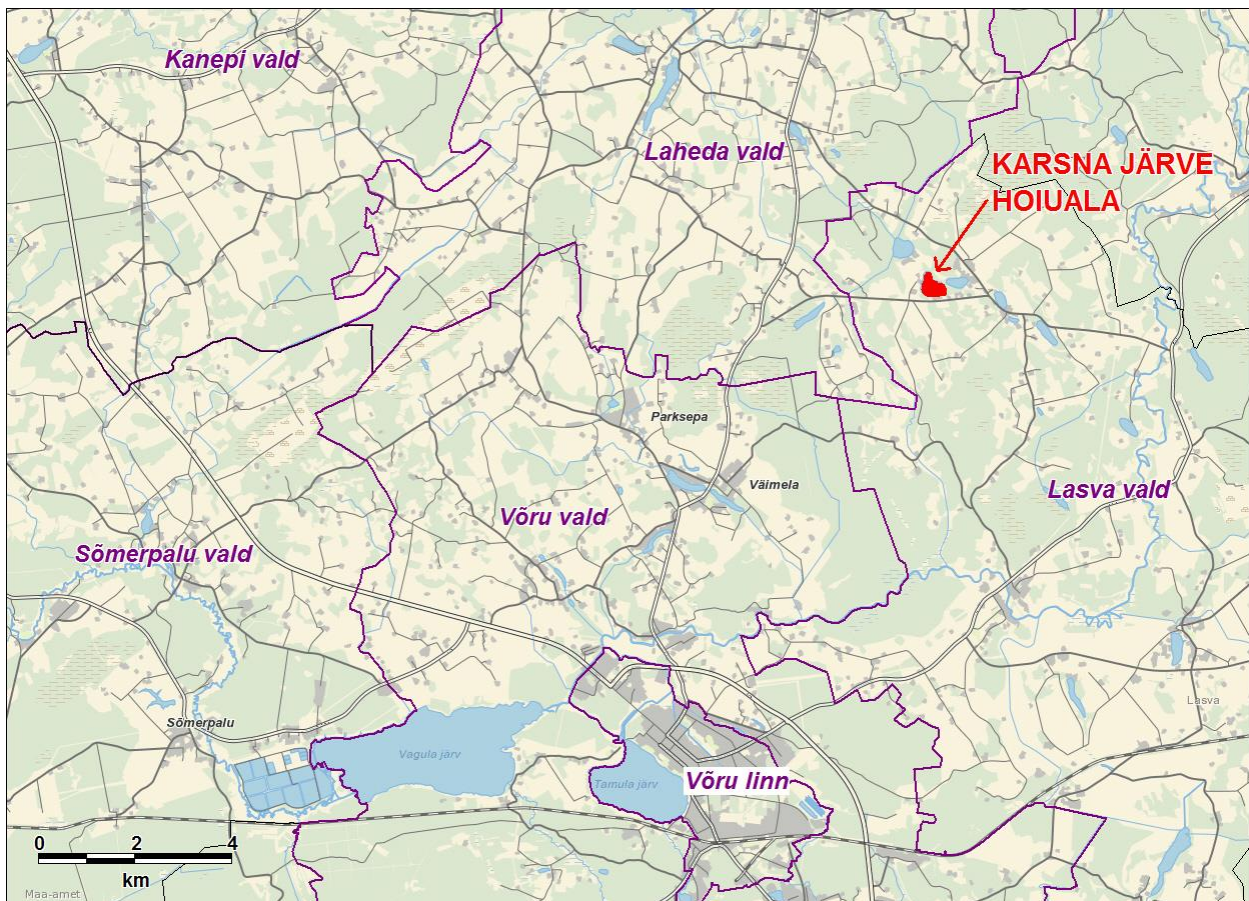 Kanepi vald
Laheda vald
KARSNA JÄRVE
HOIUALA
Parksepa
Väimela
Lasva vald
Võru vald
Sõmerpalu vald
Sõmerpalu
Lasva
Vagula järv
Tamula järv
Võru linn
0 2 4
km
Maa-amet